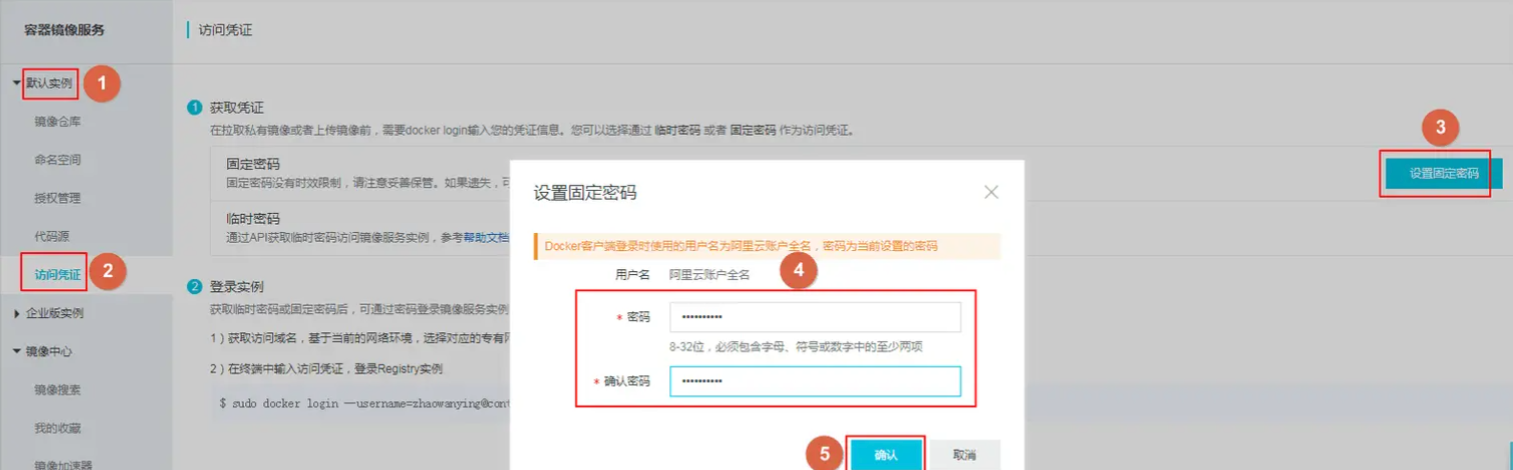 容器镜像服务
访问凭证
默认实例
1
镜像仓库
命名空间
授权管理
代码源
访问凭证
2
企业版实例
镜像中心
镜像搜索
我的收藏
镜像加速器
1 获取凭证
在拉取私有镜像或者上传镜像前，需要docker login输入您的凭证信息。您可以选择通过 临时密码 或者 固定密码 作为访问凭证。
3
固定密码
固定密码没有时效限制，请注意妥善保管。如果遗失，可
设置固定密码
临时密码
通过API获取临时密码访问镜像服务实例，参考帮助文档
2 登录实例
获取临时密码或固定密码后，可通过密码登录镜像服务实例
1）获取访问域名，基于当前的网络环境，选择对应的专有网
2）在终端中输入访问凭证，登录Registry实例
$ sudo docker login --username=zhaowanying@cont
设置固定密码
Docker客户端登录时使用的用户名为阿里云账户全名，密码为当前设置的密码
用户名 阿里云账户全名
4
* 密码 ••••••••••
8-32位，必须包含字母、符号或数字中的至少两项
* 确认密码 ••••••••••
5
确认 取消